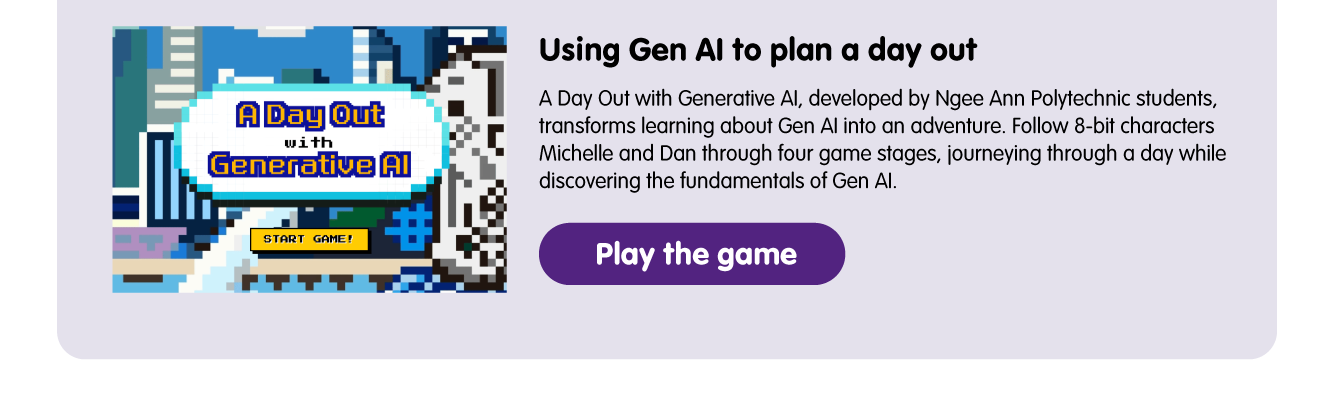 A Day Out
with
Generative AI
START GAME!
Using Gen AI to plan a day out
A Day Out with Generative AI, developed by Ngee Ann Polytechnic students,
transforms learning about Gen AI into an adventure. Follow 8-bit characters
Michelle and Dan through four game stages, journeying through a day while
discovering the fundamentals of Gen AI.
Play the game